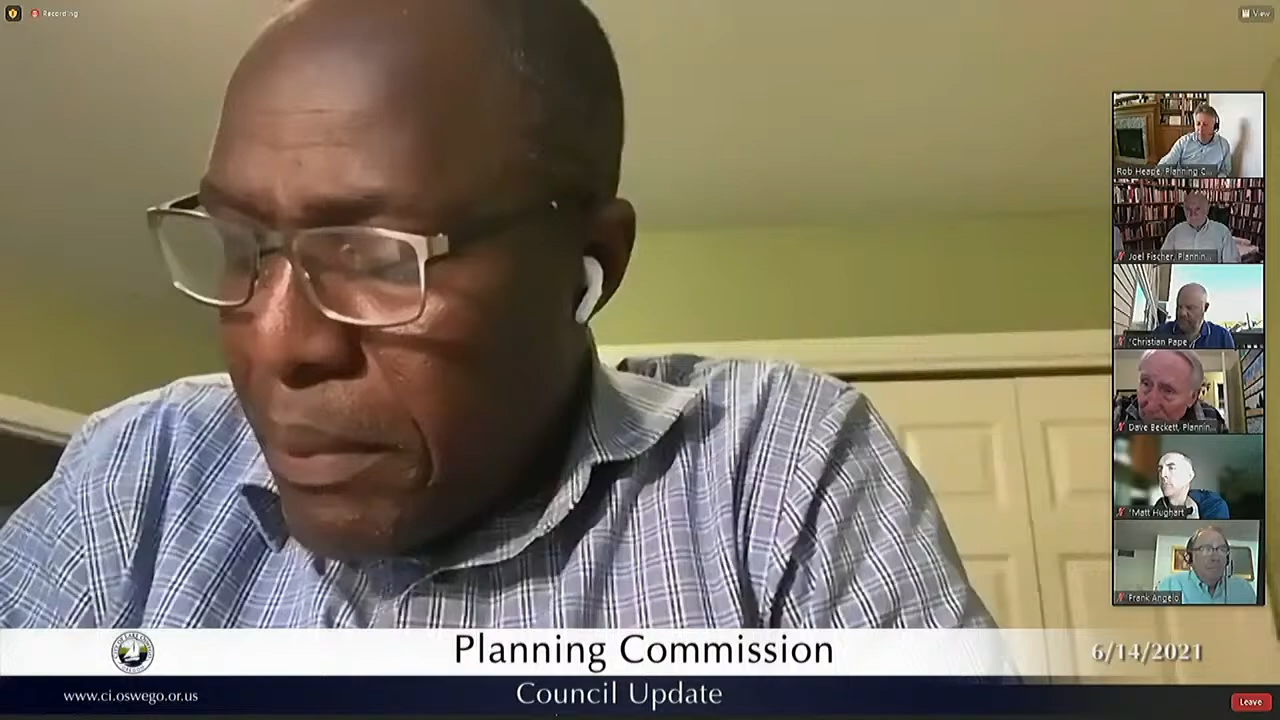 Recording
View
Rob Heape, Planning C...
Joel Fischer, Plannin...
*Christian Pape
Dave Beckett, Plannin...
*Matt Hughart
Frank Angelo
Planning Commission
6/14/2021
www.ci.oswego.or.us
Council Update
Leave